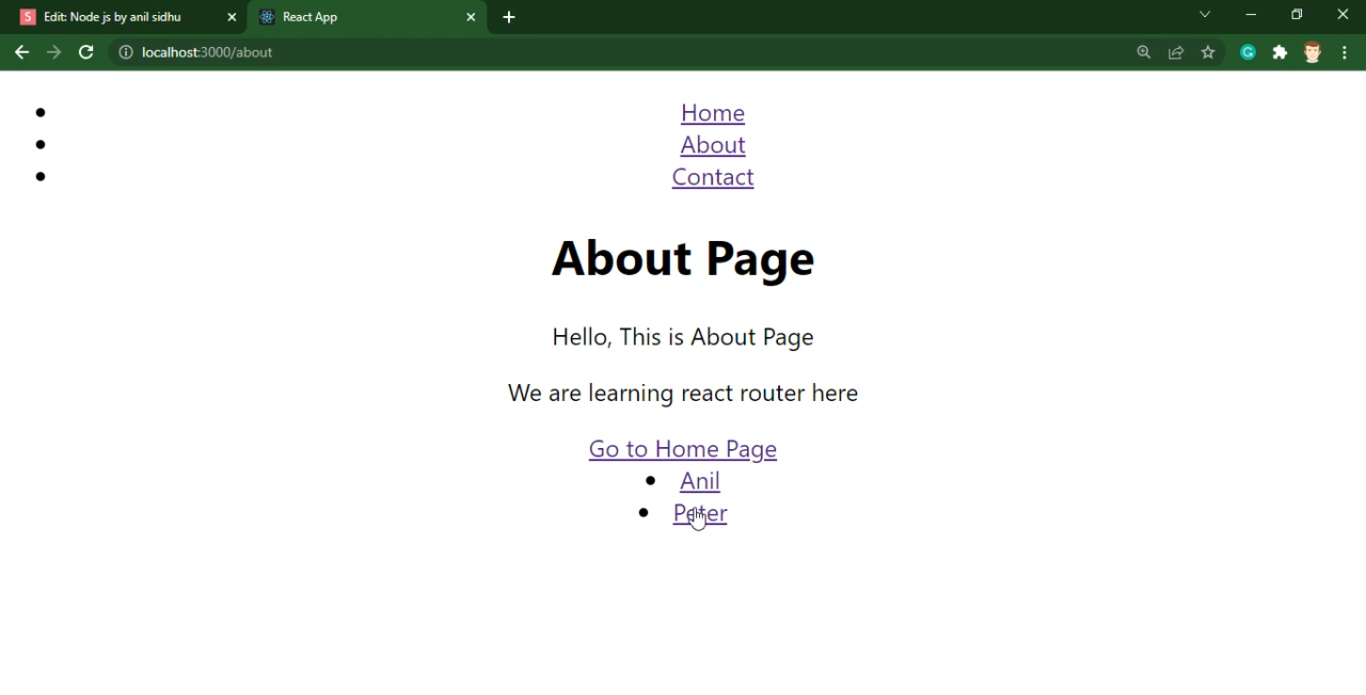 Edit: Node js by anil sidhu
React App
localhost:3000/about
Home
About
Contact
About Page
Hello, This is About Page
We are learning react router here
Go to Home Page
Anil
Peter